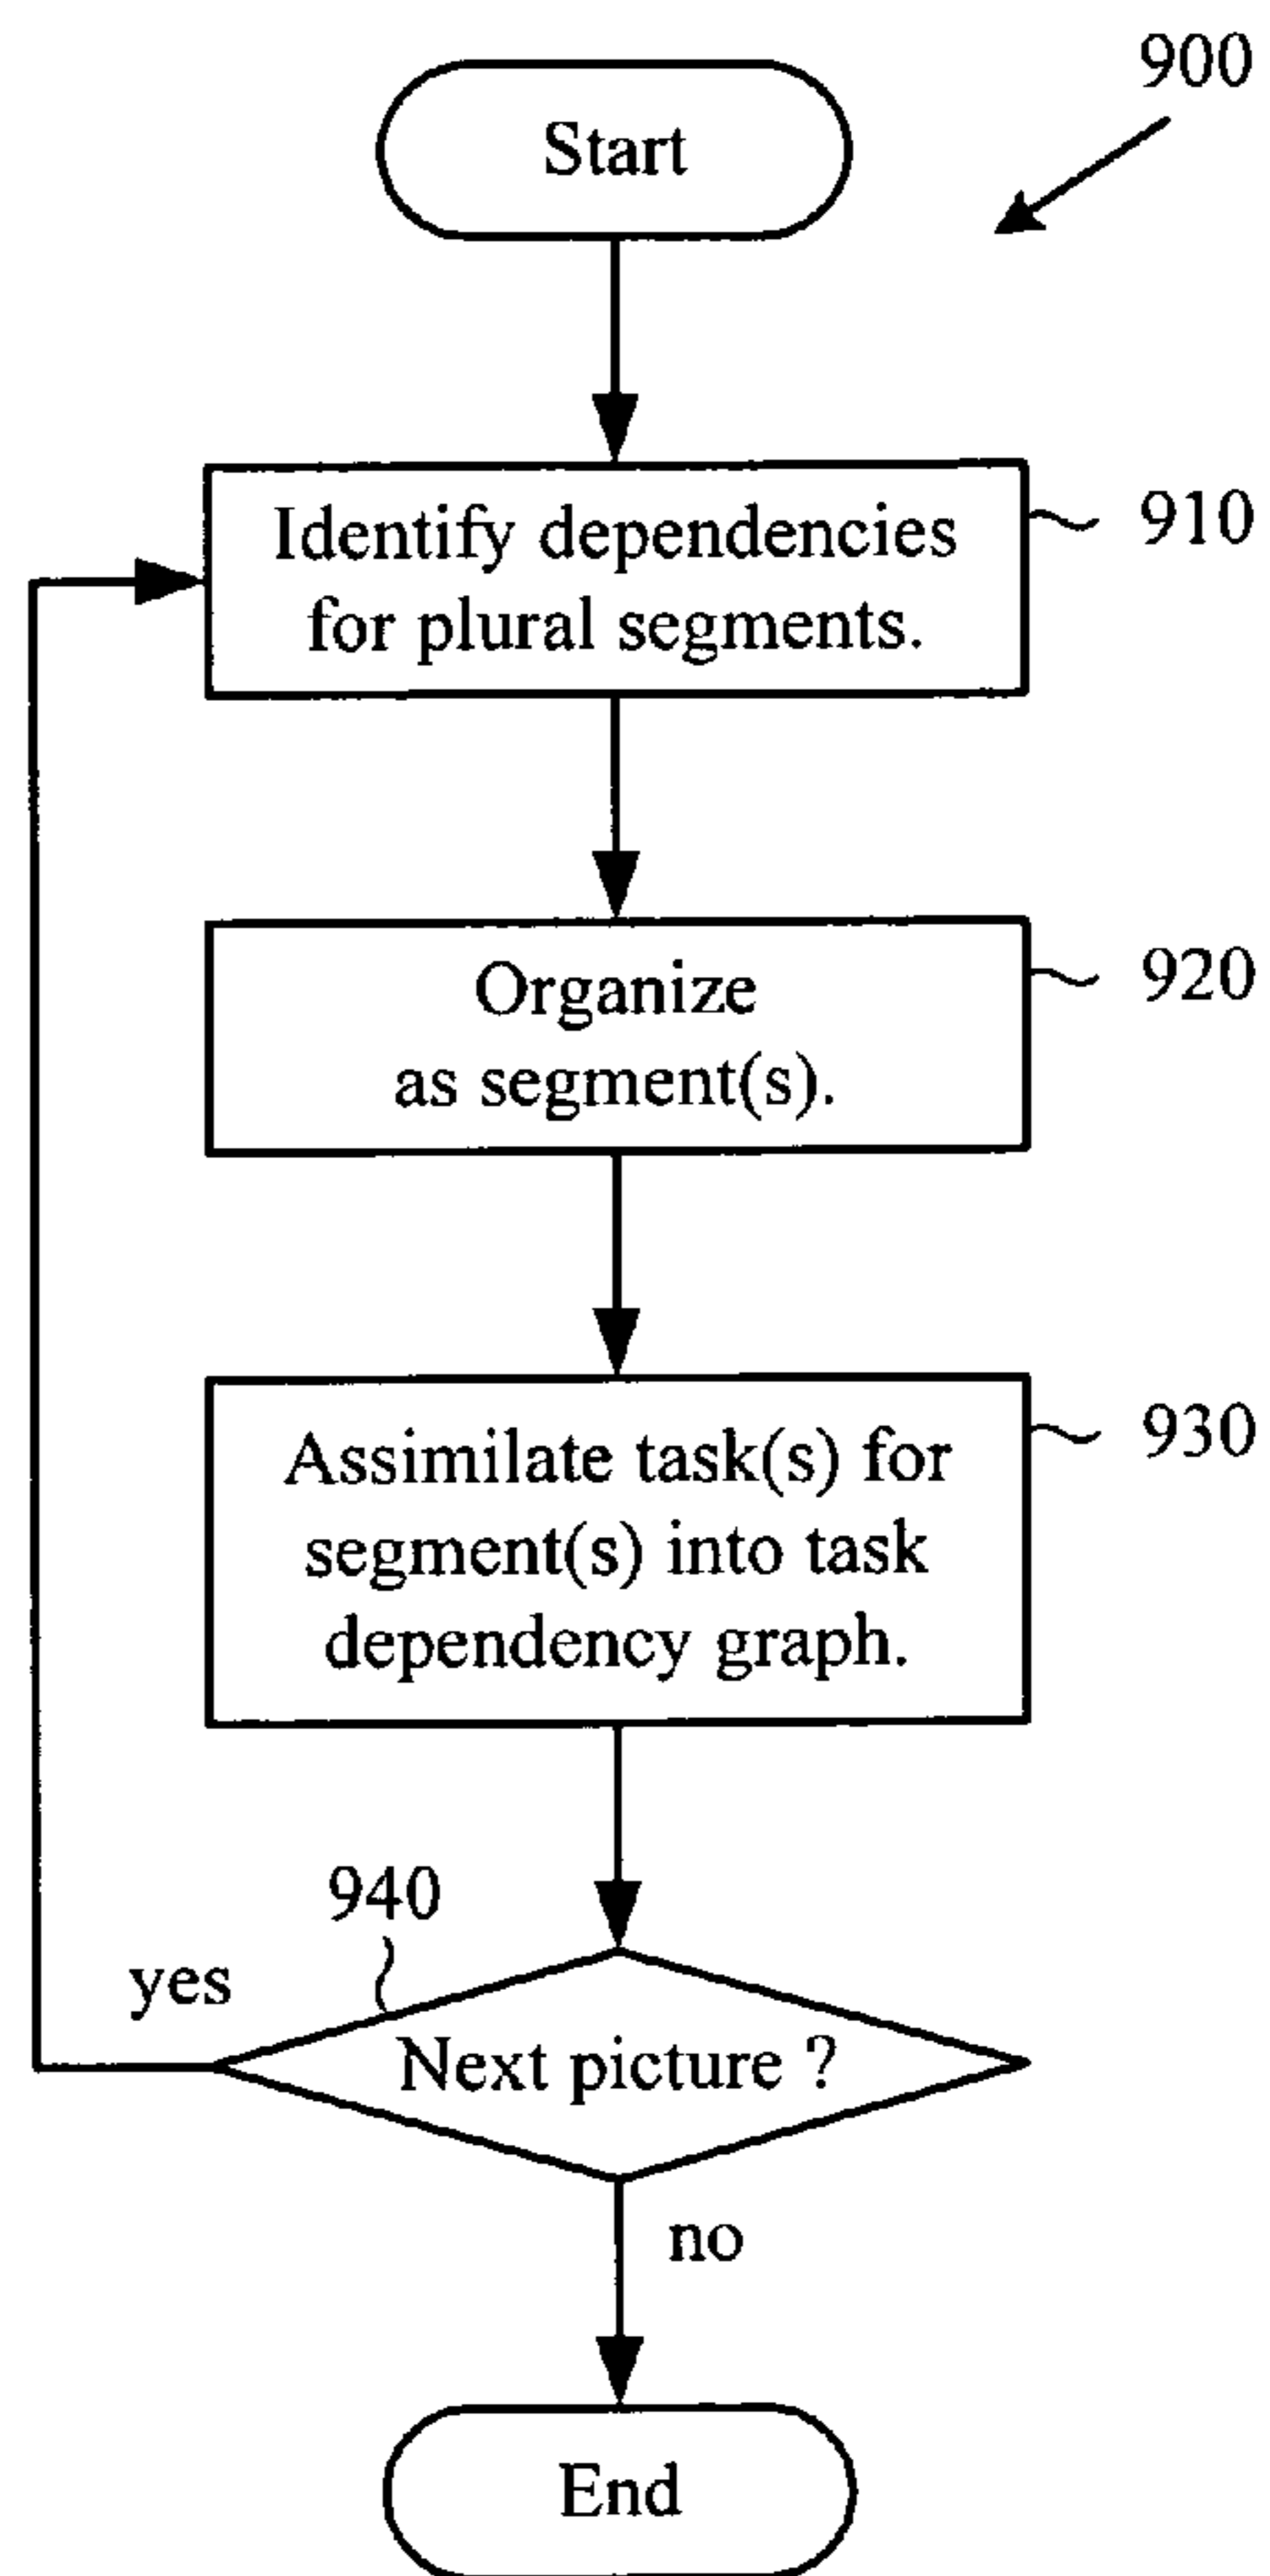 900
Start
Identify dependencies
for plural segments.
910
Organize
as segment(s).
920
Assimilate task(s) for
segment(s) into task
dependency graph.
930
940
yes
Next picture ?
no
End